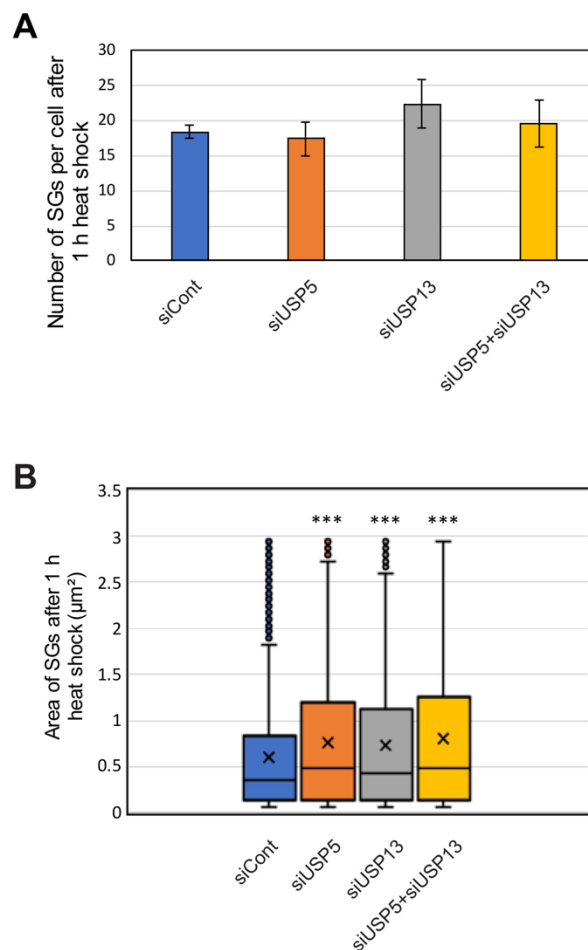 A
Number of SGs per cell after
1 h heat shock
30
25
20
15
10
5
0
siCont
siUSP5
siUSP13
siUSP5+siUSP13
B
Area of SGs after 1 h
heat shock (µm²)
3.5
3
2.5
2
1.5
1
0.5
0
*** *** ***
siCont
siUSP5
siUSP13
siUSP5+siUSP13